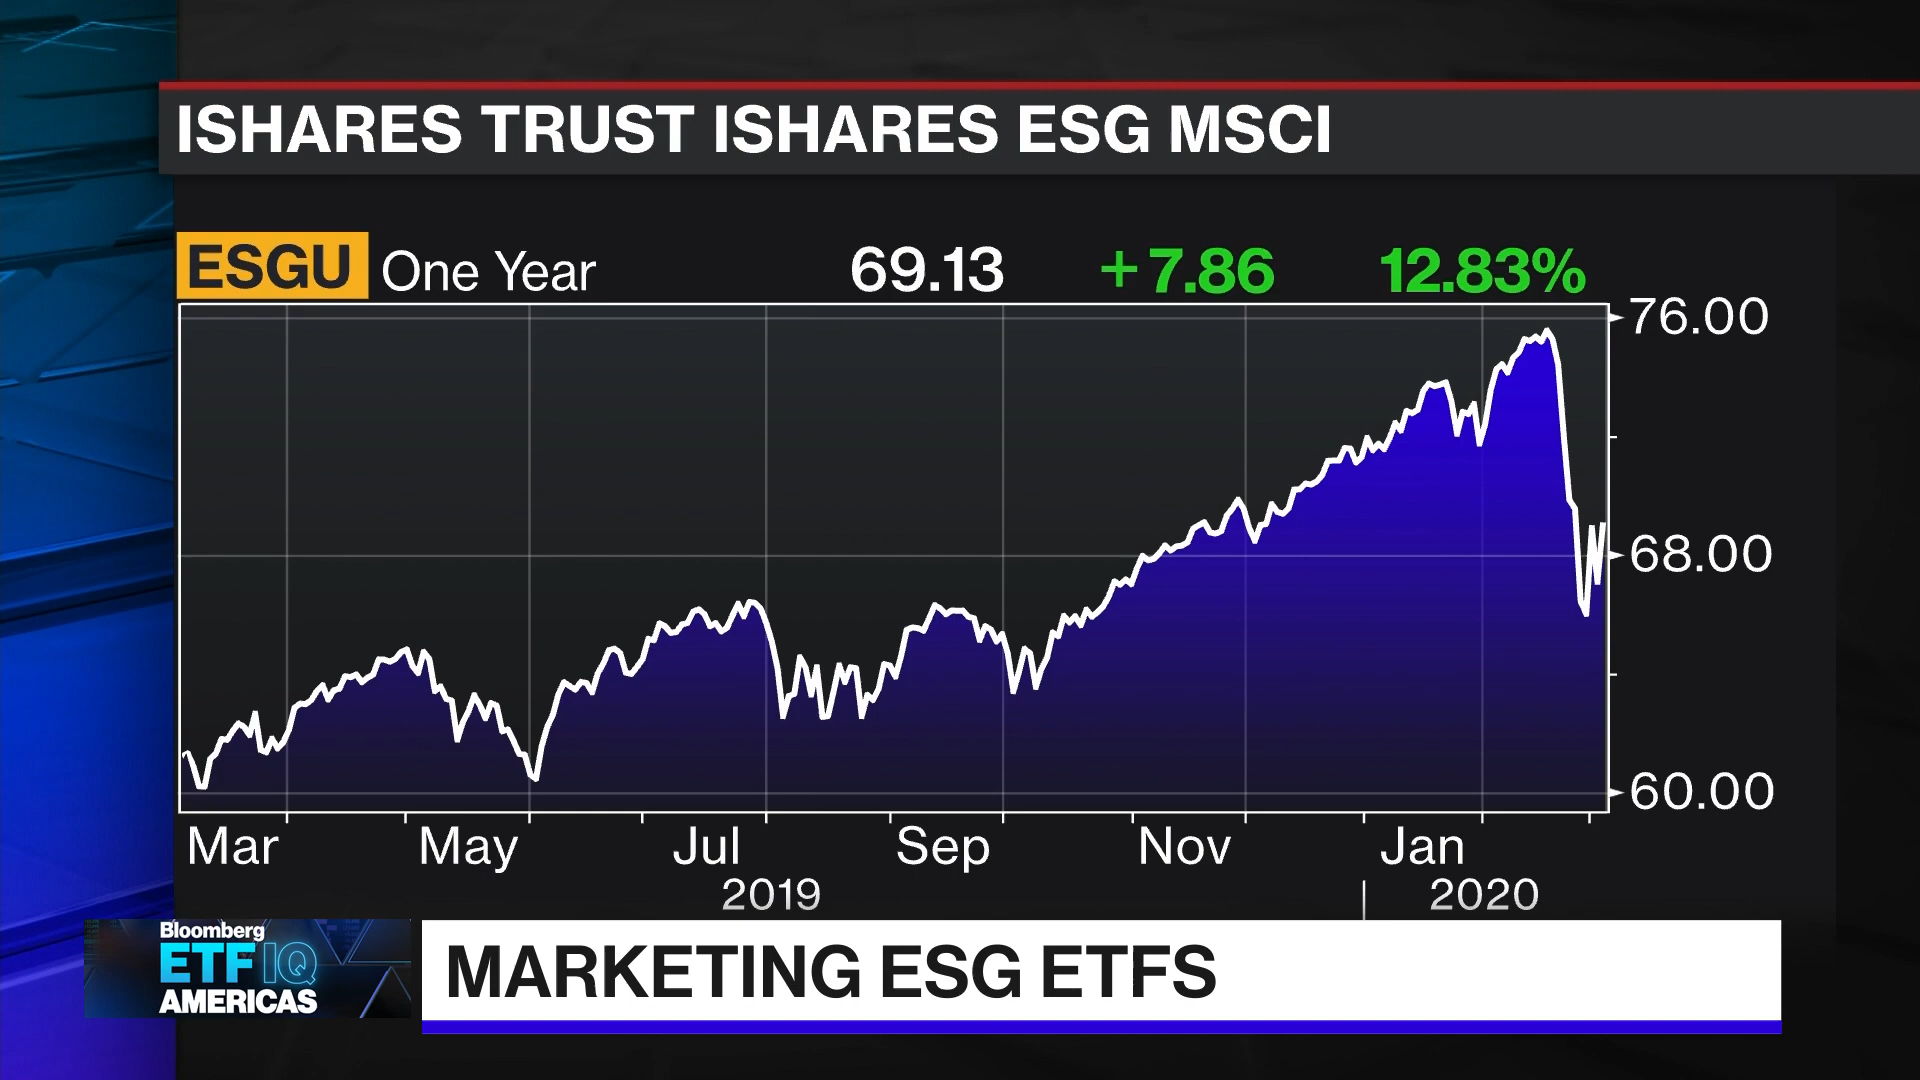 ISHARES TRUST ISHARES ESG MSCI
ESGU One Year 69.13 +7.86 12.83%
76.00
68.00
60.00
Mar May Jul Sep Nov Jan
2019 2020
Bloomberg
ETF IQ
AMERICAS
MARKETING ESG ETFS